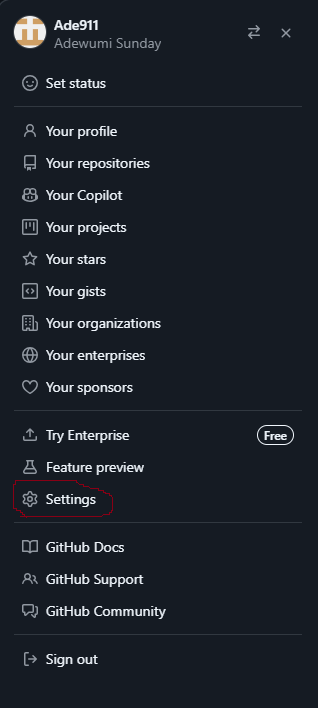 Ade911
Adewumi Sunday
Set status
Your profile
Your repositories
Your Copilot
Your projects
Your stars
Your gists
Your organizations
Your enterprises
Your sponsors
Try Enterprise Free
Feature preview
Settings
GitHub Docs
GitHub Support
GitHub Community
Sign out